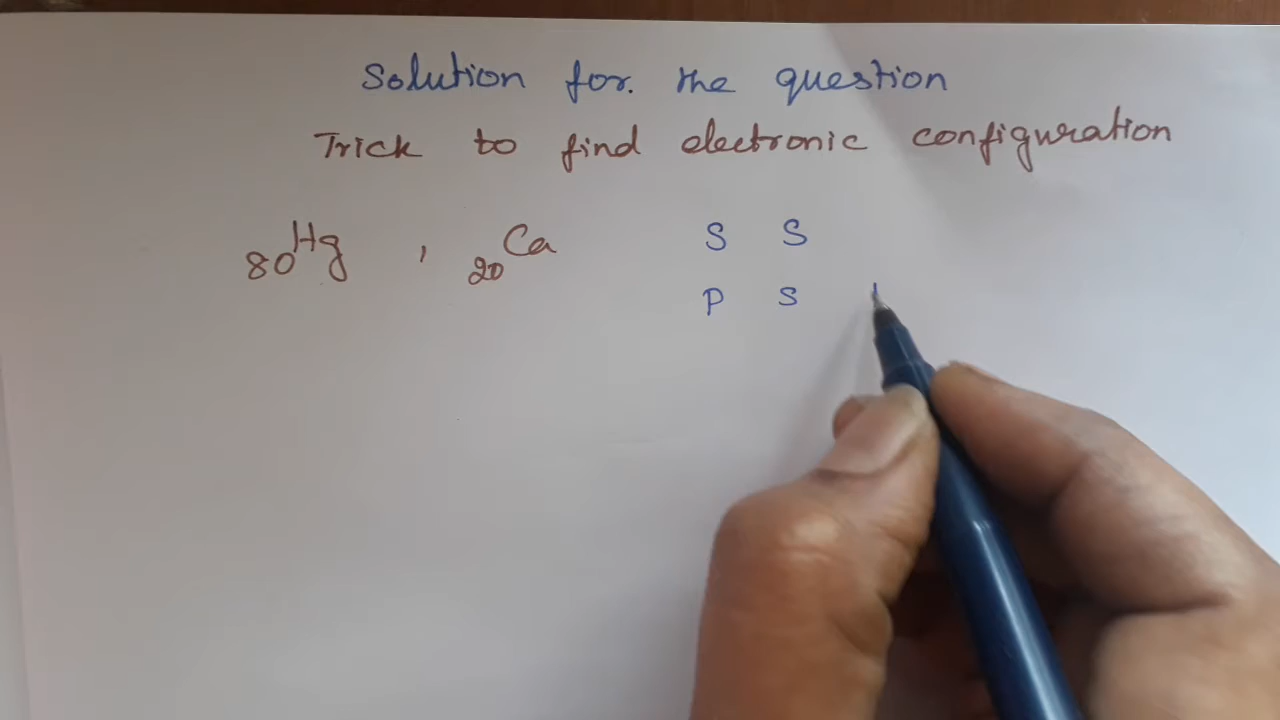 Solution for. the question
Trick to find electronic configuration
80Hg , 20Ca S S
P S